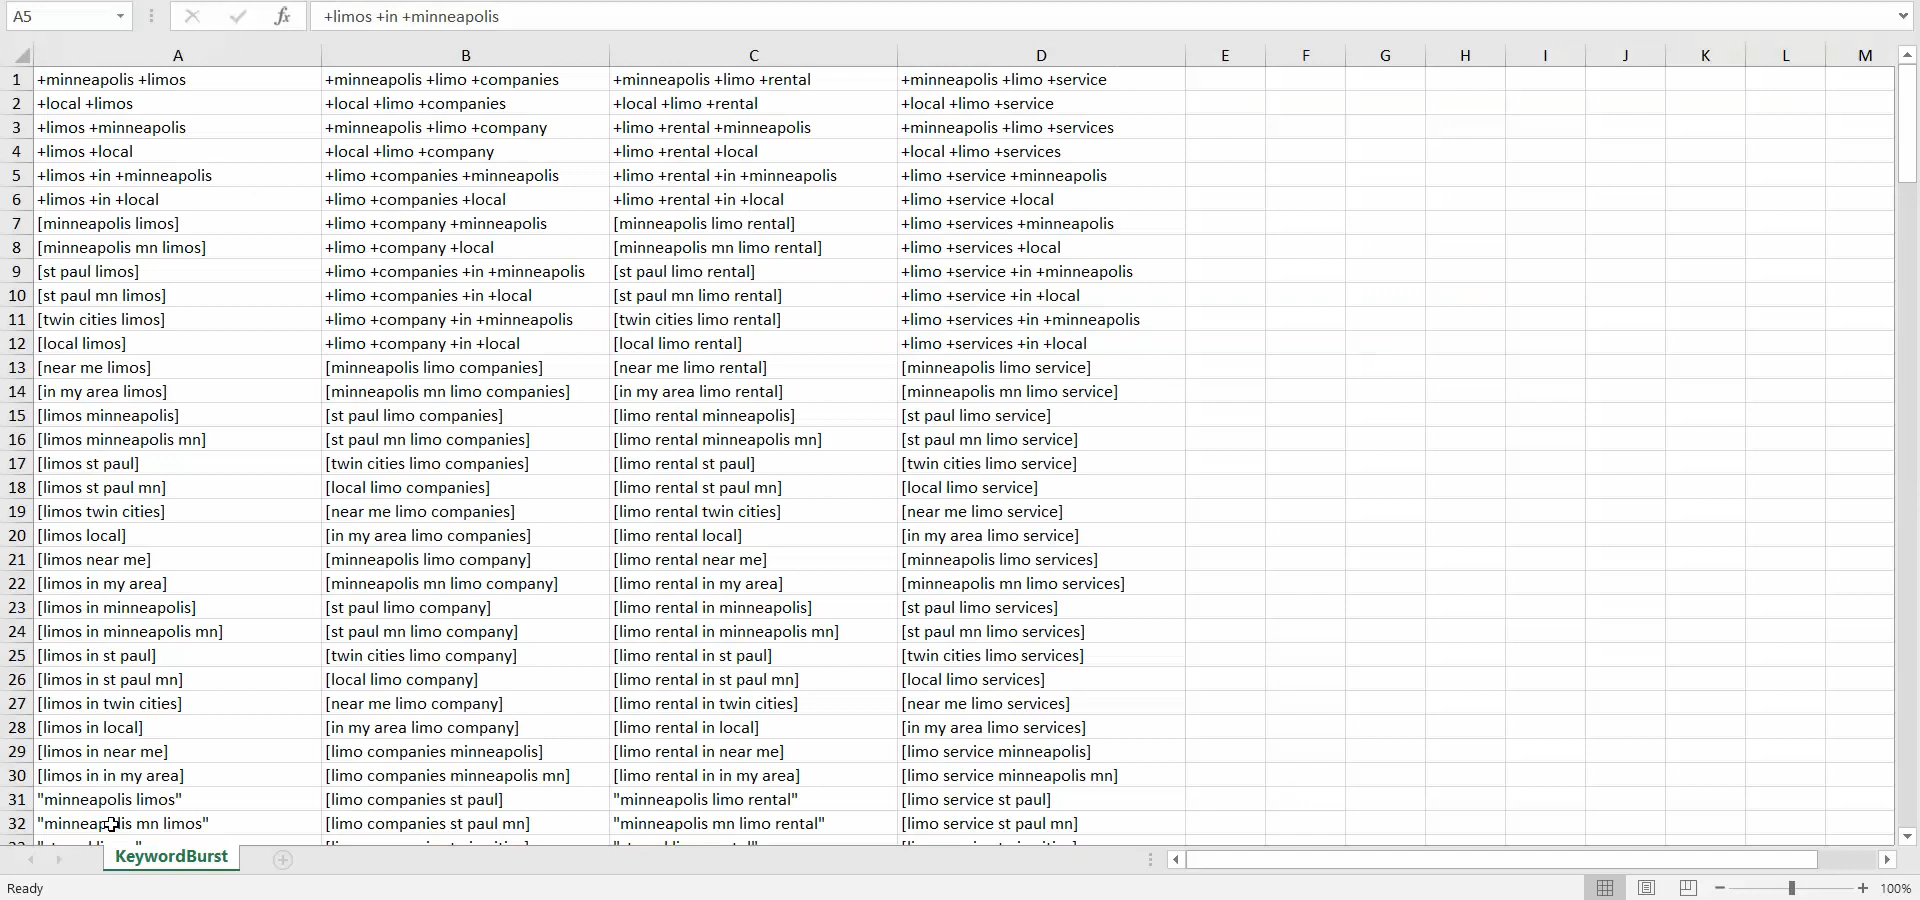 A5 fx +limos +in +minneapolis
A B C D E F G H I J K L M
1 +minneapolis +limos +minneapolis +limo +companies +minneapolis +limo +rental +minneapolis +limo +service
2 +local +limos +local +limo +companies +local +limo +rental +local +limo +service
3 +limos +minneapolis +minneapolis +limo +company +limo +rental +minneapolis +minneapolis +limo +services
4 +limos +local +local +limo +company +limo +rental +local +local +limo +services
5 +limos +in +minneapolis +limo +companies +minneapolis +limo +rental +in +minneapolis +limo +service +minneapolis
6 +limos +in +local +limo +companies +local +limo +rental +in +local +limo +service +local
7 [minneapolis limos] +limo +company +minneapolis [minneapolis limo rental] +limo +services +minneapolis
8 [minneapolis mn limos] +limo +company +local [minneapolis mn limo rental] +limo +services +local
9 [st paul limos] +limo +companies +in +minneapolis [st paul limo rental] +limo +service +in +minneapolis
10 [st paul mn limos] +limo +companies +in +local [st paul mn limo rental] +limo +service +in +local
11 [twin cities limos] +limo +company +in +minneapolis [twin cities limo rental] +limo +services +in +minneapolis
12 [local limos] +limo +company +in +local [local limo rental] +limo +services +in +local
13 [near me limos] [minneapolis limo companies] [near me limo rental] [minneapolis limo service]
14 [in my area limos] [minneapolis mn limo companies] [in my area limo rental] [minneapolis mn limo service]
15 [limos minneapolis] [st paul limo companies] [limo rental minneapolis] [st paul limo service]
16 [limos minneapolis mn] [st paul mn limo companies] [limo rental minneapolis mn] [st paul mn limo service]
17 [limos st paul] [twin cities limo companies] [limo rental st paul] [twin cities limo service]
18 [limos st paul mn] [local limo companies] [limo rental st paul mn] [local limo service]
19 [limos twin cities] [near me limo companies] [limo rental twin cities] [near me limo service]
20 [limos local] [in my area limo companies] [limo rental local] [in my area limo service]
21 [limos near me] [minneapolis limo company] [limo rental near me] [minneapolis limo services]
22 [limos in my area] [minneapolis mn limo company] [limo rental in my area] [minneapolis mn limo services]
23 [limos in minneapolis] [st paul limo company] [limo rental in minneapolis] [st paul limo services]
24 [limos in minneapolis mn] [st paul mn limo company] [limo rental in minneapolis mn] [st paul mn limo services]
25 [limos in st paul] [twin cities limo company] [limo rental in st paul] [twin cities limo services]
26 [limos in st paul mn] [local limo company] [limo rental in st paul mn] [local limo services]
27 [limos in twin cities] [near me limo company] [limo rental in twin cities] [near me limo services]
28 [limos in local] [in my area limo company] [limo rental in local] [in my area limo services]
29 [limos in near me] [limo companies minneapolis] [limo rental in near me] [limo service minneapolis]
30 [limos in in my area] [limo companies minneapolis mn] [limo rental in in my area] [limo service minneapolis mn]
31 "minneapolis limos" [limo companies st paul] "minneapolis limo rental" [limo service st paul]
32 "minneapolis mn limos" [limo companies st paul mn] "minneapolis mn limo rental" [limo service st paul mn]
KeywordBurst
Ready 100%